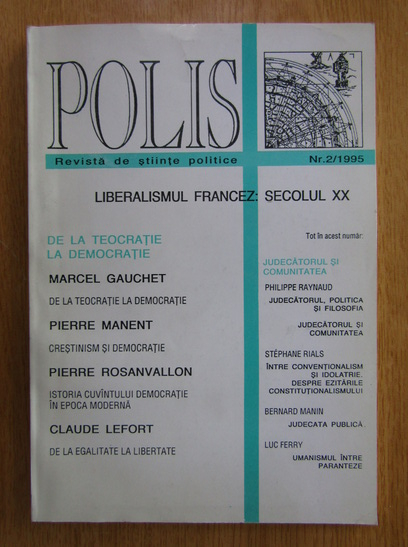 POLIS
Revistă de științe politice
Nr.2/1995
LIBERALISMUL FRANCEZ: SECOLUL XX
DE LA TEOCRAȚIE
LA DEMOCRAȚIE
MARCEL GAUCHET
DE LA TEOCRAȚIE LA DEMOCRAȚIE
PIERRE MANENT
CREȘTINISM ȘI DEMOCRAȚIE
PIERRE ROSANVALLON
ISTORIA CUVÎNTULUI DEMOCRAȚIE
ÎN EPOCA MODERNĂ
CLAUDE LEFORT
DE LA EGALITATE LA LIBERTATE
Tot în acest număr:
JUDECĂTORUL ȘI
COMUNITATEA
PHILIPPE RAYNAUD
JUDECĂTORUL, POLITICA
ȘI FILOSOFIA
JUDECĂTORUL ȘI
COMUNITATEA
STÉPHANE RIALS
ÎNTRE CONVENȚIONALISM
ȘI IDOLATRIE.
DESPRE EZITĂRILE
CONSTITUȚIONALISMULUI
BERNARD MANIN
JUDECATA PUBLICĂ
LUC FERRY
UMANISMUL ÎNTRE
PARANTEZE